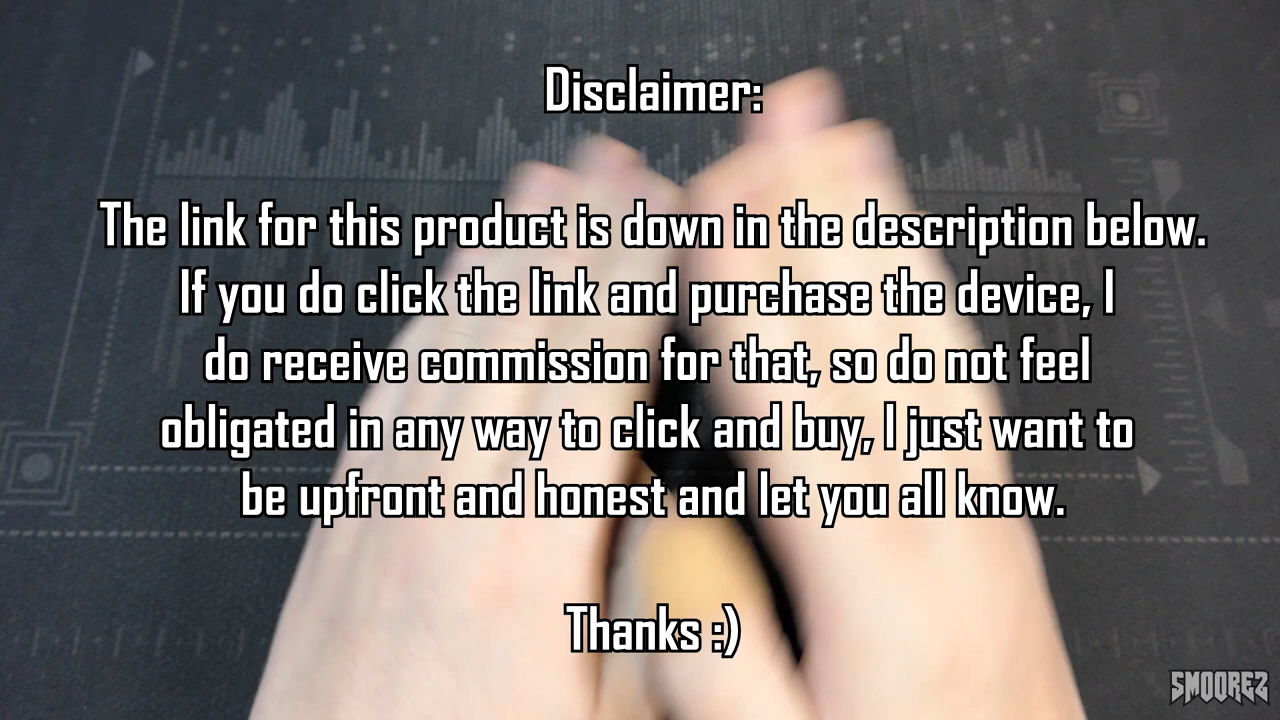 Disclaimer:
The link for this product is down in the description below.
If you do click the link and purchase the device, I
do receive commission for that, so do not feel
obligated in any way to click and buy, I just want to
be upfront and honest and let you all know.
Thanks :)
SMOOREZ